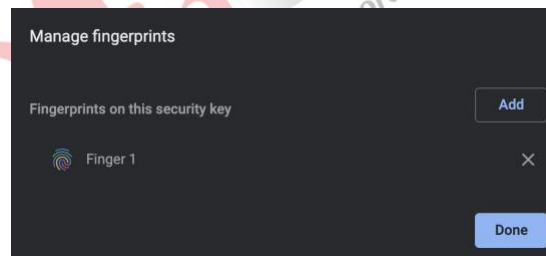 Manage fingerprints
Fingerprints on this security key
Add
Finger 1
Done